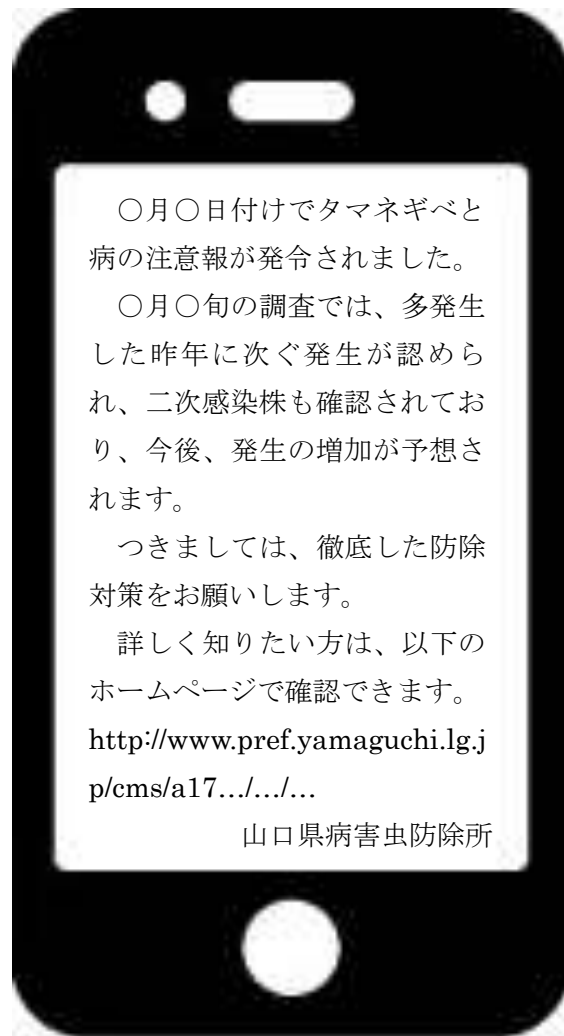 〇月〇日付けでタマネギべと
病の注意報が発令されました。
　〇月〇旬の調査では、多発生
した昨年に次ぐ発生が認めら
れ、二次感染株も確認されてお
り、今後、発生の増加が予想さ
れます。
　つきましては、徹底した防除
対策をお願いします。
　詳しく知りたい方は、以下の
ホームページで確認できます。
http://www.pref.yamaguchi.lg.j
p/cms/a17…/…/…
山口県病害虫防除所